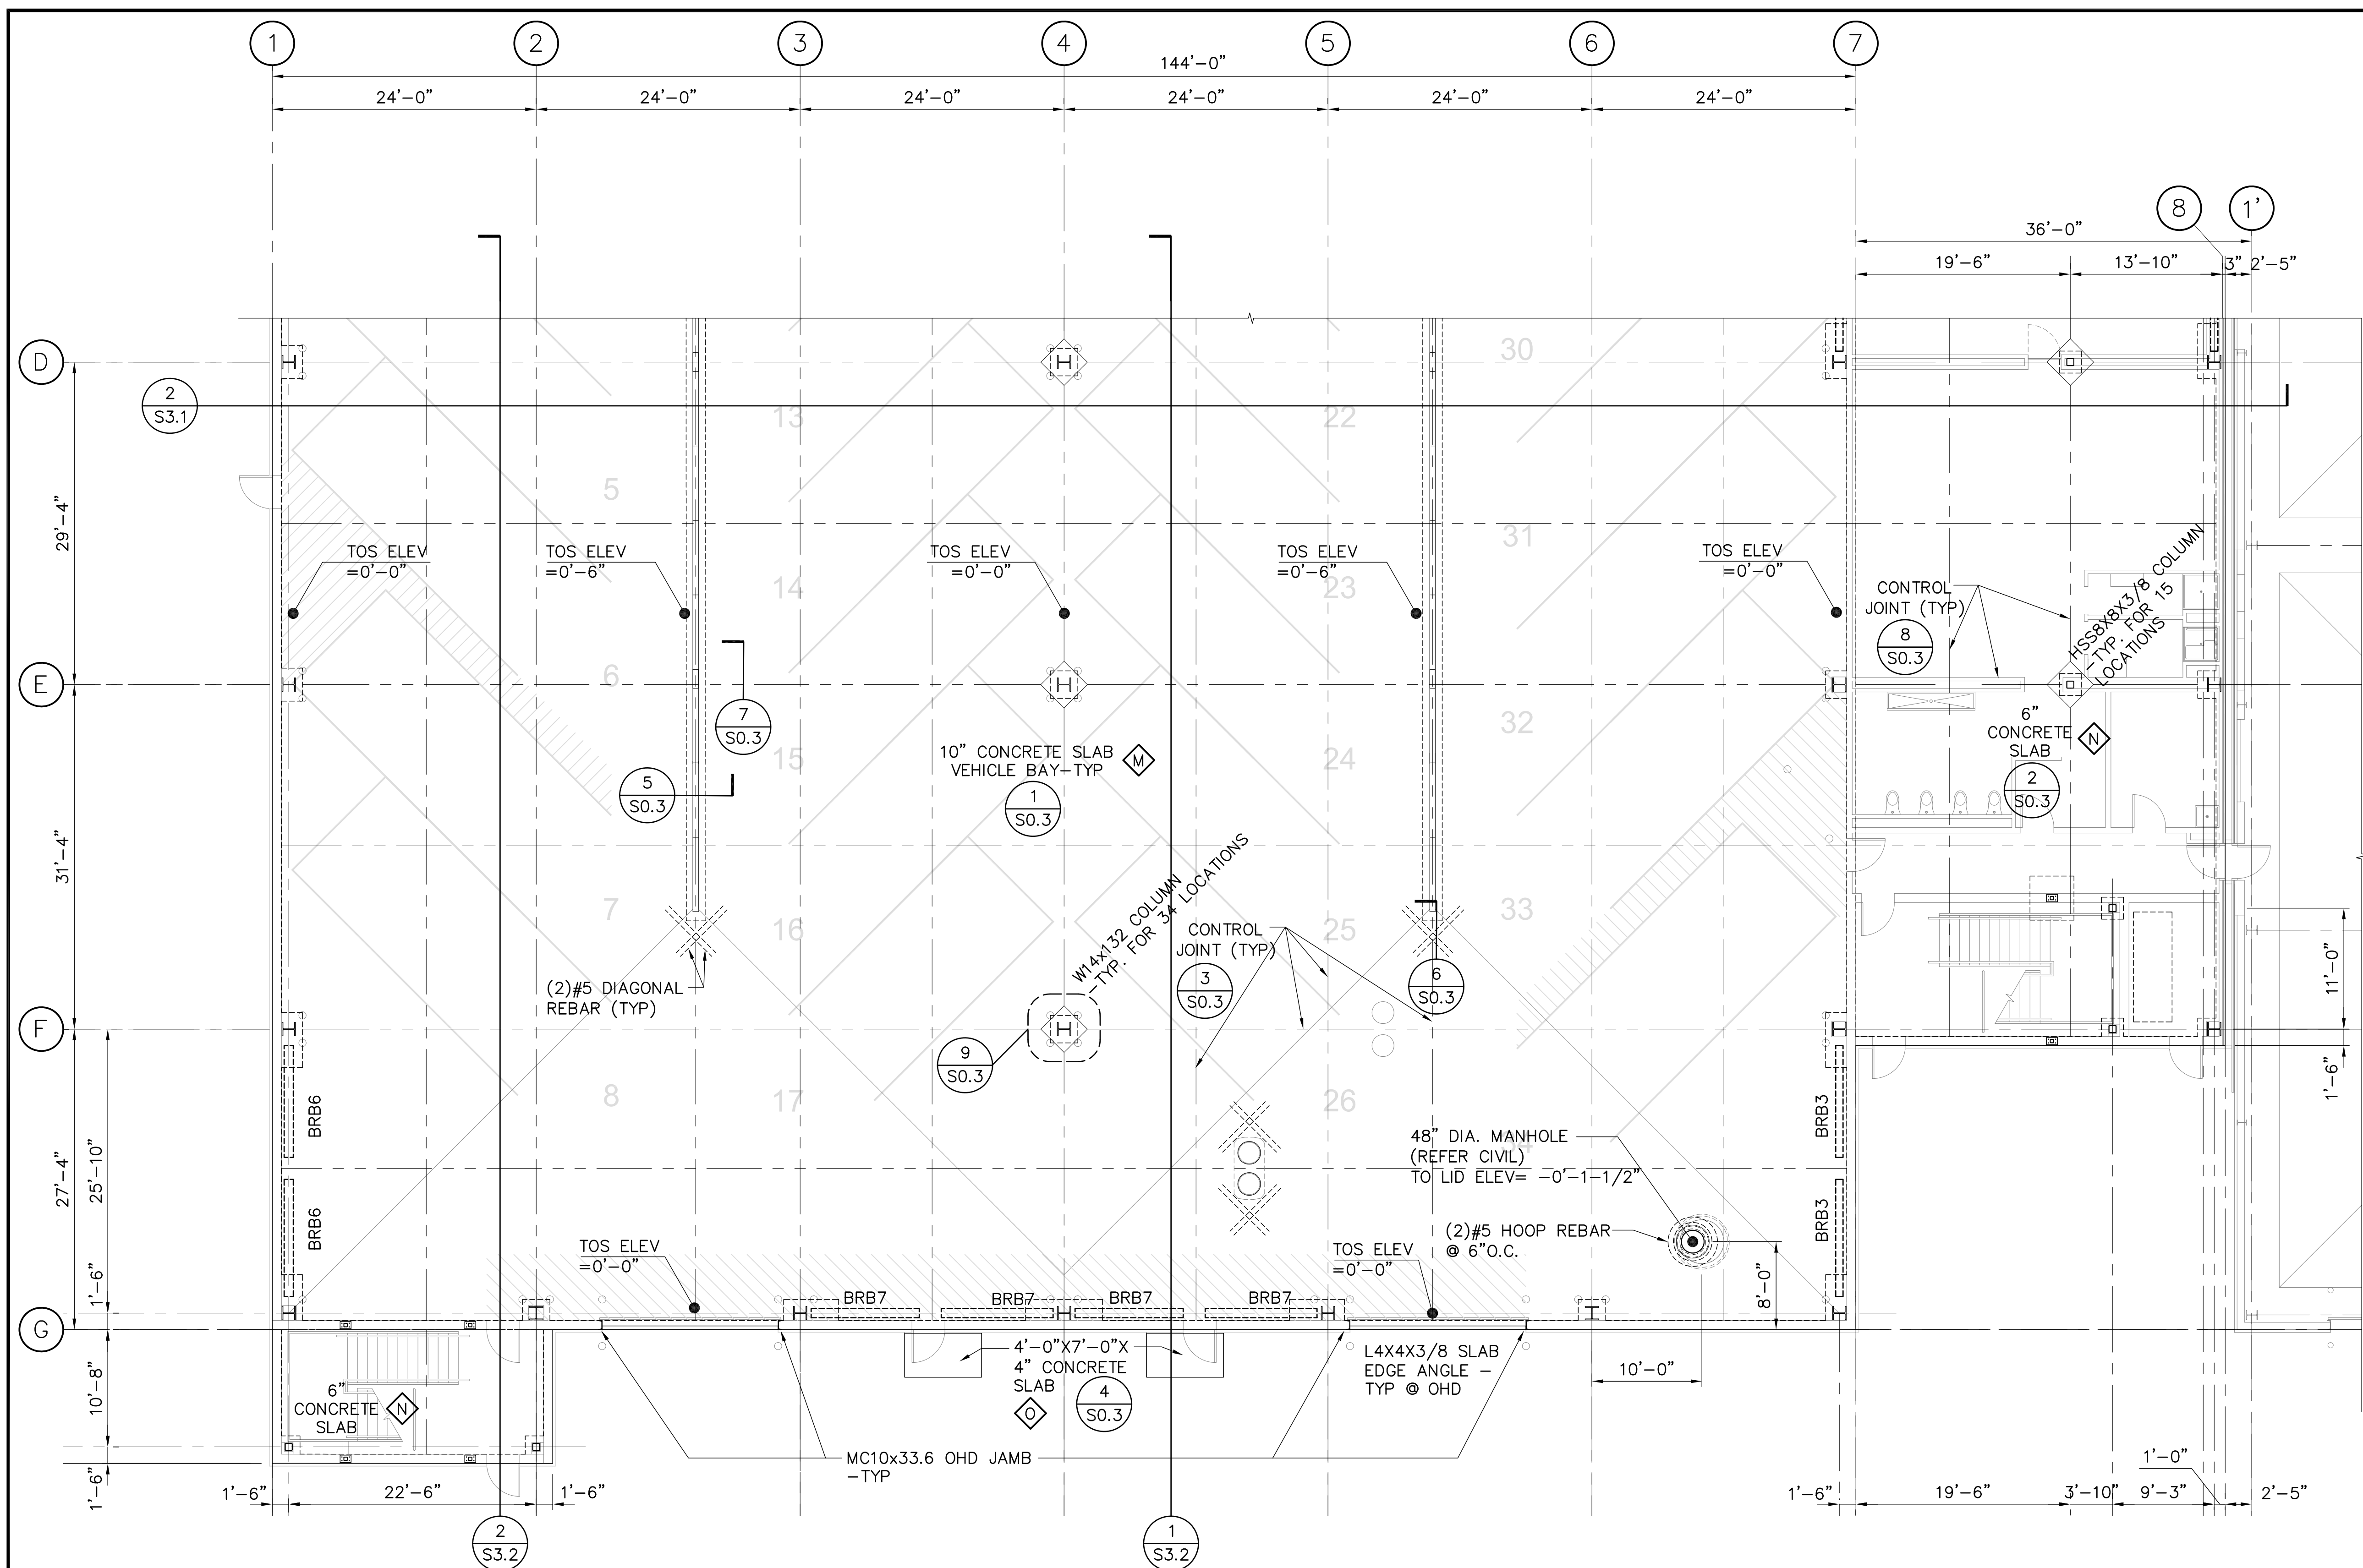 1
2
3
4
5
6
7
144'-0"
24'-0"
24'-0"
24'-0"
24'-0"
24'-0"
24'-0"
8
1'
36'-0"
19'-6"
13'-10"
3"
2'-5"
D
E
F
G
2
S3.1
29'-4"
31'-4"
27'-4"
25'-10"
1'-6"
10'-8"
1'-6"
30
13
22
5
31
14
23
6
32
15
24
7
16
25
33
8
17
26
34
TOS ELEV
=0'-0"
TOS ELEV
=0'-6"
TOS ELEV
=0'-0"
TOS ELEV
=0'-6"
TOS ELEV
=0'-0"
CONTROL
JOINT (TYP)
8
S0.3
HSS8X8X3/8 COLUMN
-TYP. FOR 15
LOCATIONS
7
S0.3
5
S0.3
10" CONCRETE SLAB
VEHICLE BAY-TYP
M
1
S0.3
6"
CONCRETE
SLAB
N
2
S0.3
W14x132 COLUMN
-TYP. FOR 34 LOCATIONS
CONTROL
JOINT (TYP)
3
S0.3
6
S0.3
(2)#5 DIAGONAL
REBAR (TYP)
9
S0.3
11'-0"
1'-6"
BRB6
BRB6
BRB3
BRB3
48" DIA. MANHOLE
(REFER CIVIL)
TO LID ELEV= -0'-1-1/2"
(2)#5 HOOP REBAR
@ 6"O.C.
8'-0"
10'-0"
TOS ELEV
=0'-0"
TOS ELEV
=0'-0"
BRB7
BRB7
BRB7
BRB7
4'-0"X7'-0"X
4" CONCRETE
SLAB
O
4
S0.3
L4X4X3/8 SLAB
EDGE ANGLE -
TYP @ OHD
6"
CONCRETE
SLAB
N
MC10x33.6 OHD JAMB
-TYP
1'-6"
22'-6"
1'-6"
1'-6"
19'-6"
3'-10"
9'-3"
1'-0"
2'-5"
2
S3.2
1
S3.2